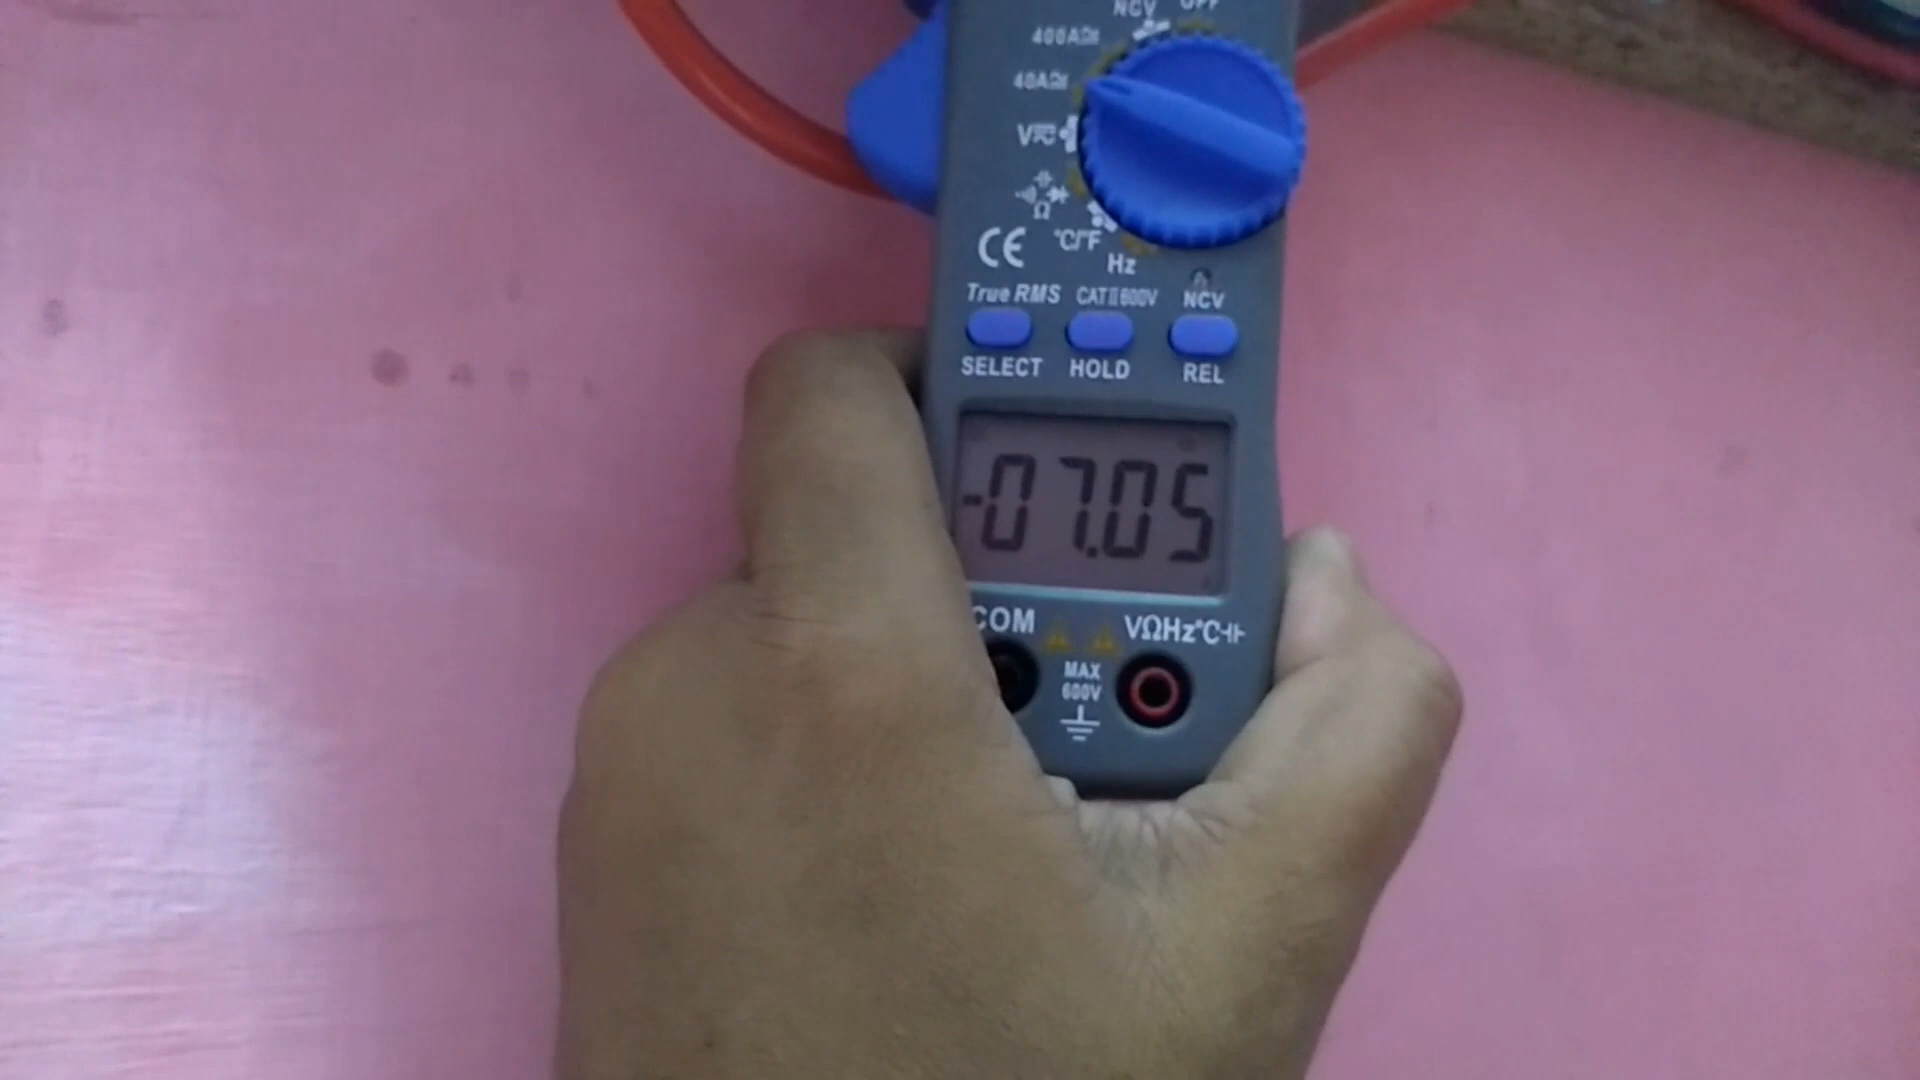 NCV OFF
400A
40A
V
Ω
°C/°F
Hz
CE
True RMS CAT II 600V NCV
SELECT HOLD REL
-07.05
COM VΩHz°C
MAX
600V